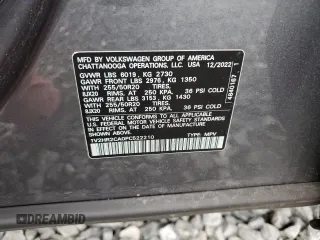 MFD. BY VOLKSWAGEN GROUP OF AMERICA
CHATTANOOGA OPERATIONS, LLC. USA 12/2022
GVWR LBS 6019, KG 2730
GAWR FRONT LBS 2976, KG 1350
WITH 255/50R20 TIRES,
8JX20 RIMS, AT 250 KPA, 36 PSI COLD
GAWR REAR LBS 3153, KG 1430
WITH 255/50R20 TIRES,
8JX20 RIMS, AT 250 KPA, 36 PSI COLD
THIS VEHICLE CONFORMS TO ALL APPLICABLE
U.S. FEDERAL MOTOR VEHICLE SAFETY
STANDARDS IN EFFECT ON THE DATE OF MANUFACTURE
SHOWN ABOVE.
1V2HR2CA0PC522210 TYPE: MPV